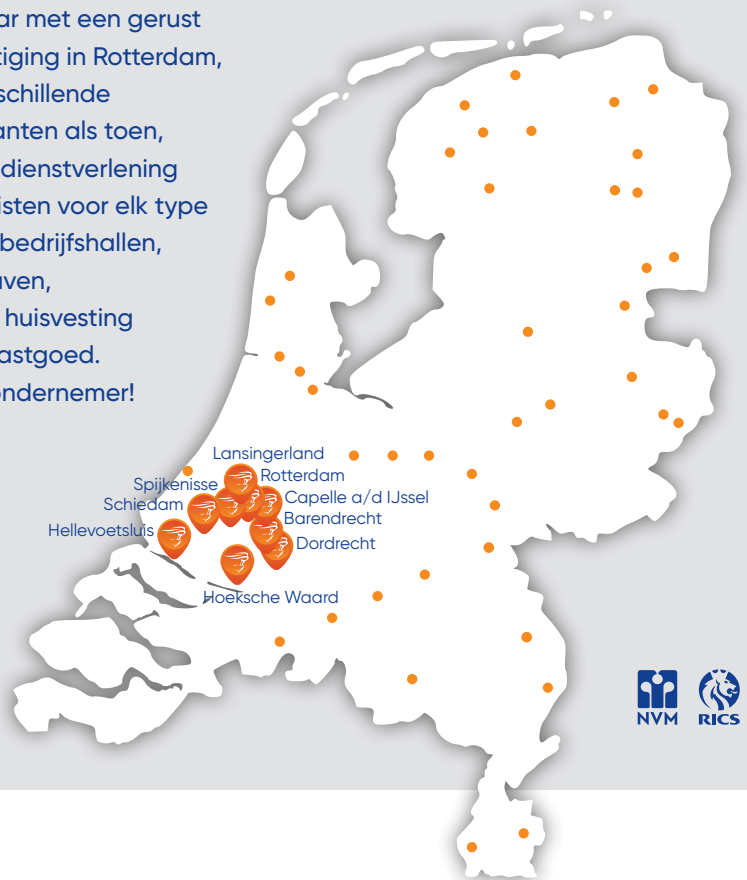 ar met een gerust
tiging in Rotterdam,
schillende
anten als toen,
dienstverlening
isten voor elk type
bedrijfshallen,
aven,
huisvesting
astgoed.
ondernemer!
Lansingerland
Rotterdam
Spijkenisse
Capelle a/d IJssel
Schiedam
Barendrecht
Hellevoetsluis
Dordrecht
Hoeksche Waard
NVM
RICS